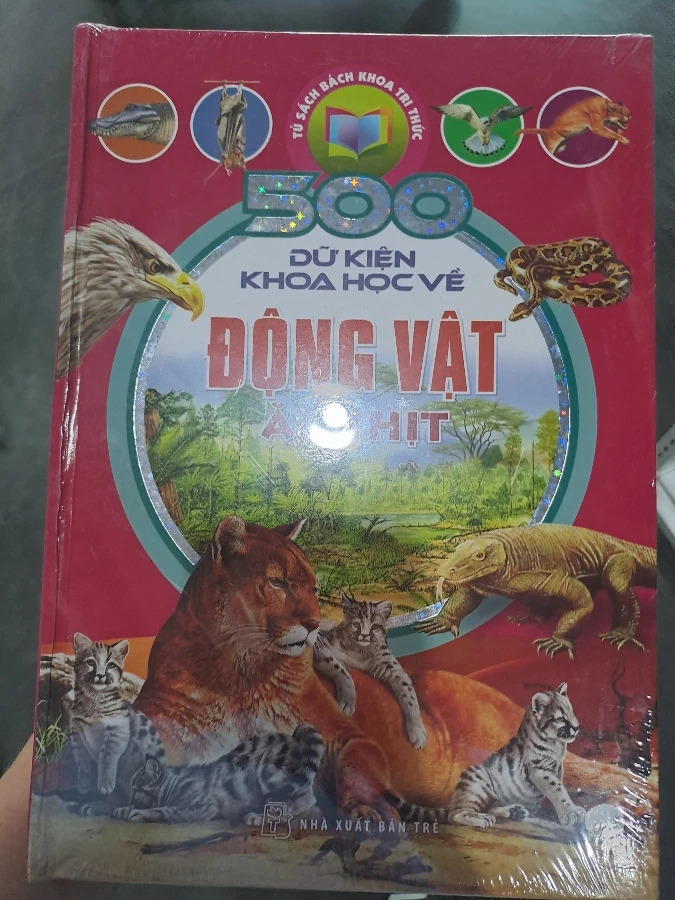 TỦ SÁCH BÁCH KHOA TRI THỨC
500
DỮ KIỆN
KHOA HỌC VỀ
ĐỘNG VẬT
NHÀ XUẤT BẢN TRẺ